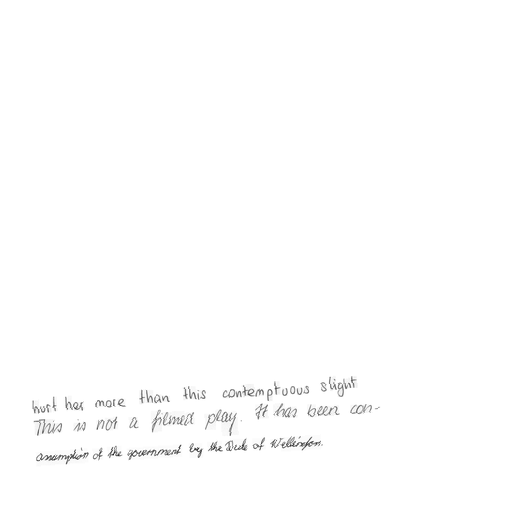 hurt her more than this contemptuous slight
This is not a filmed play. It has been con-
assumption of the government by the Duke of Wellington.